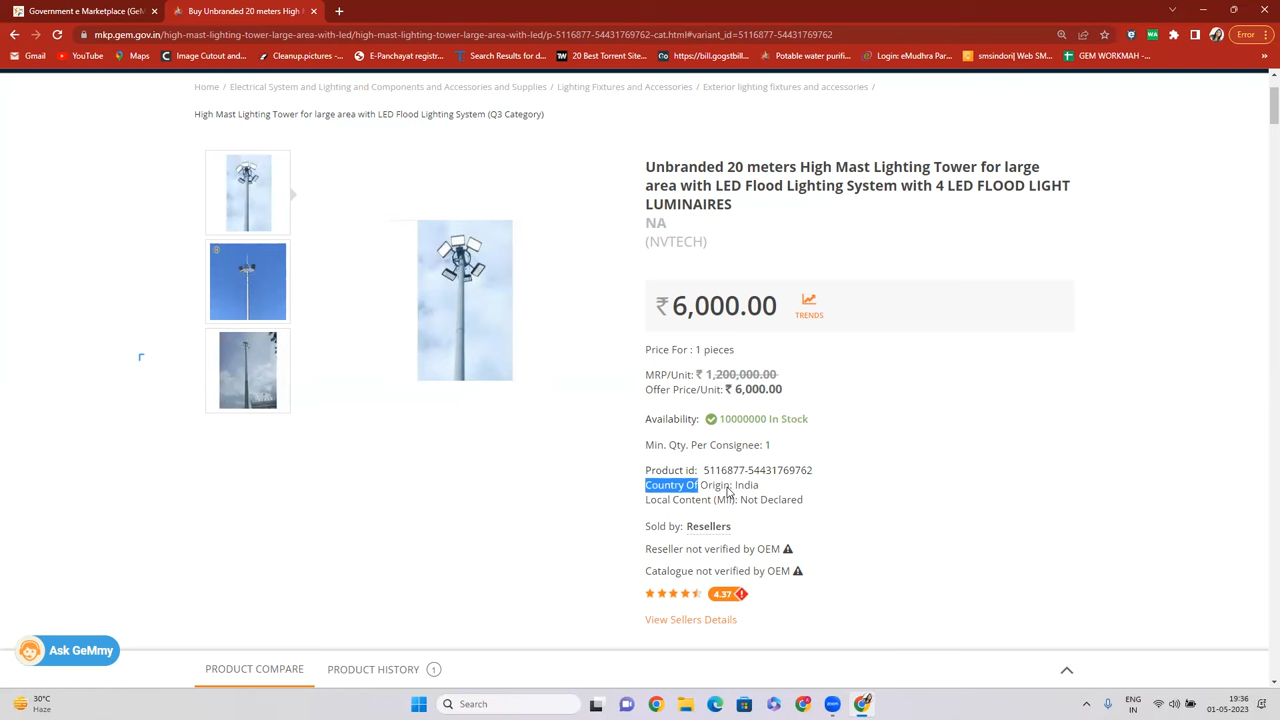 Government e Marketplace (GeM
Buy Unbranded 20 meters High M
mkp.gem.gov.in/high-mast-lighting-tower-large-area-with-led/high-mast-lighting-tower-large-area-with-led/p-5116877-54431769762-cat.html#variant_id=5116877-54431769762
Error
Gmail
YouTube
Maps
Image Cutout and...
Cleanup.pictures -...
E-Panchayat registr...
Search Results for d...
20 Best Torrent Site...
https://bill.gogstbill...
Potable water purifi...
Login: eMudhra Par...
smsindori| Web SM...
GEM WORKMAH -...
Home / Electrical System and Lighting and Components and Accessories and Supplies / Lighting Fixtures and Accessories / Exterior lighting fixtures and accessories /
High Mast Lighting Tower for large area with LED Flood Lighting System (Q3 Category)
Unbranded 20 meters High Mast Lighting Tower for large
area with LED Flood Lighting System with 4 LED FLOOD LIGHT
LUMINAIRES
NA
(NVTECH)
₹ 6,000.00
TRENDS
Price For : 1 pieces
MRP/Unit: ₹ 1,200,000.00
Offer Price/Unit: ₹ 6,000.00
Availability: 10000000 In Stock
Min. Qty. Per Consignee: 1
Product id: 5116877-54431769762
Country Of Origin: India
Local Content (MII): Not Declared
Sold by: Resellers
Reseller not verified by OEM
Catalogue not verified by OEM
4.37
View Sellers Details
Ask GeMmy
PRODUCT COMPARE
PRODUCT HISTORY 1
30°C
Haze
Search
zoom
ENG
IN
19:36
01-05-2023